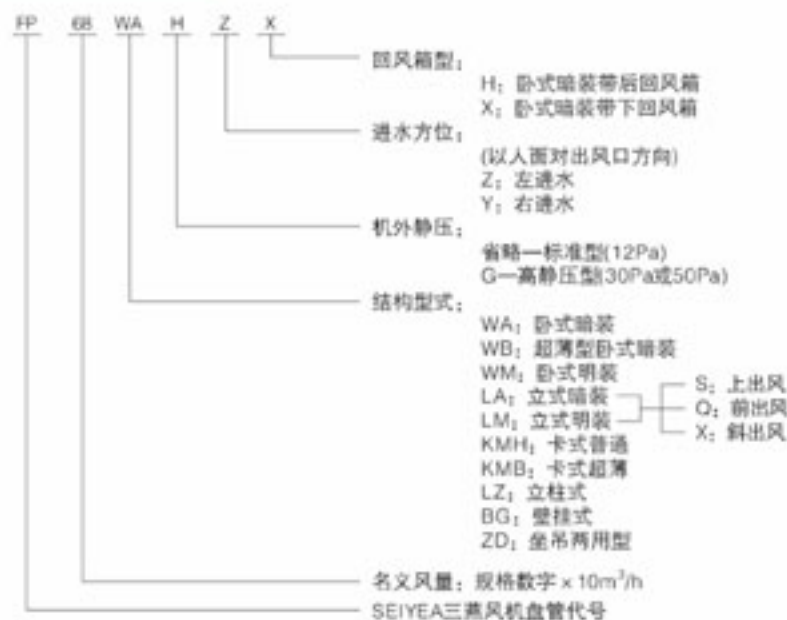 FP 68 WA H Z X
回风箱型:
H: 卧式暗装带后回风箱
X: 卧式暗装带下回风箱
进水方位:
(以人面对出风口方向)
Z: 左进水
Y: 右进水
机外静压:
省略—标准型(12Pa)
G—高静压型(30Pa或50Pa)
结构型式:
WA: 卧式暗装
WB: 超薄型卧式暗装
WM: 卧式明装
LA: 立式暗装
LM: 立式明装
S: 上出风
Q: 前出风
X: 斜出风
KMH: 卡式普通
KMB: 卡式超薄
LZ: 立柱式
BG: 壁挂式
ZD: 坐吊两用型
名义风量: 规格数字 x 10m³/h
SEIYEA三燕风机盘管代号